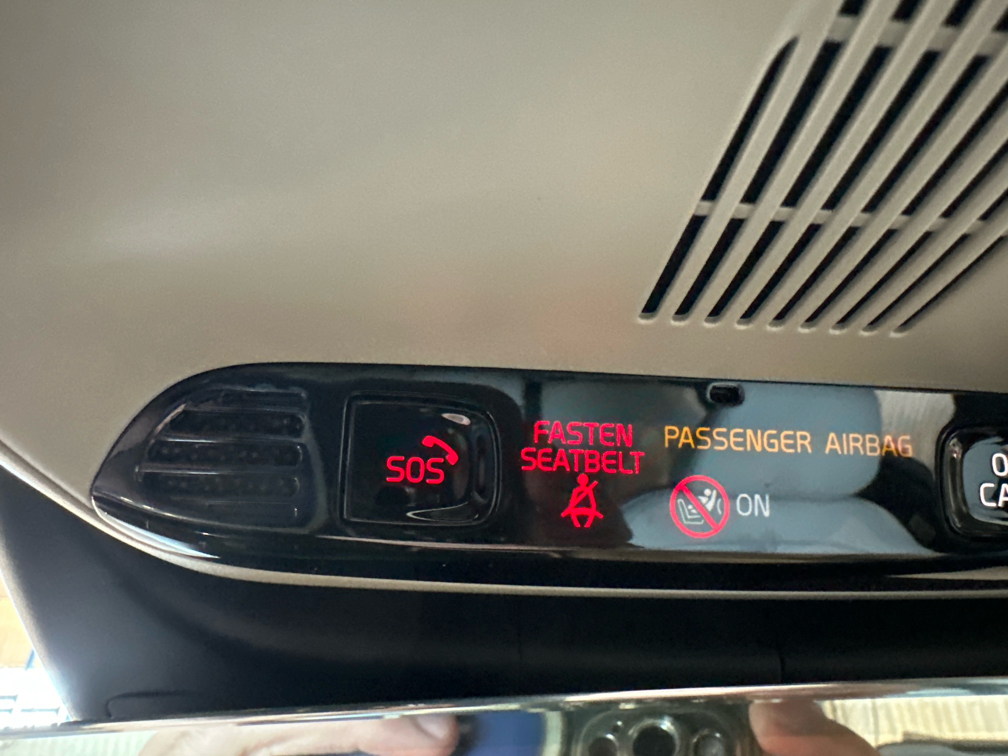 SOS
FASTEN
SEATBELT
PASSENGER AIRBAG
ON